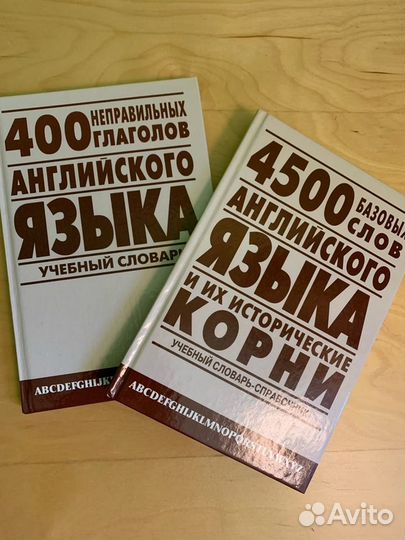 400 НЕПРАВИЛЬНЫХ
ГЛАГОЛОВ
АНГЛИЙСКОГО
ЯЗЫКА
УЧЕБНЫЙ СЛОВАРЬ
4500 БАЗОВЫХ
СЛОВ
АНГЛИЙСКОГО
ЯЗЫКА
И ИХ ИСТОРИЧЕСКИЕ
КОРНИ
УЧЕБНЫЙ СЛОВАРЬ-СПРАВОЧНИК
ABCDEFGHIJKLMNOPQRSTUVWXYZ
Avito